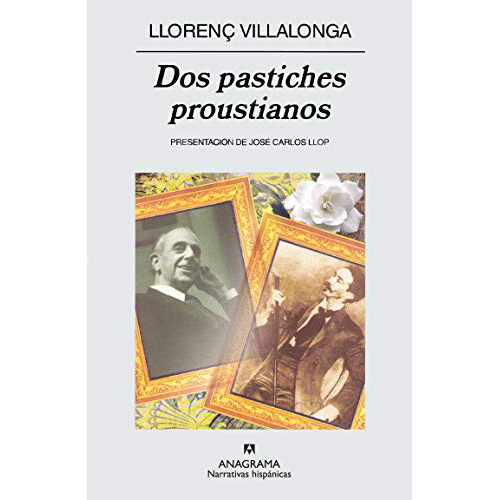 LLORENÇ VILLALONGA
Dos pastiches
proustianos
PRESENTACIÓN DE JOSÉ CARLOS LLOP
ANAGRAMA
Narrativas hispánicas